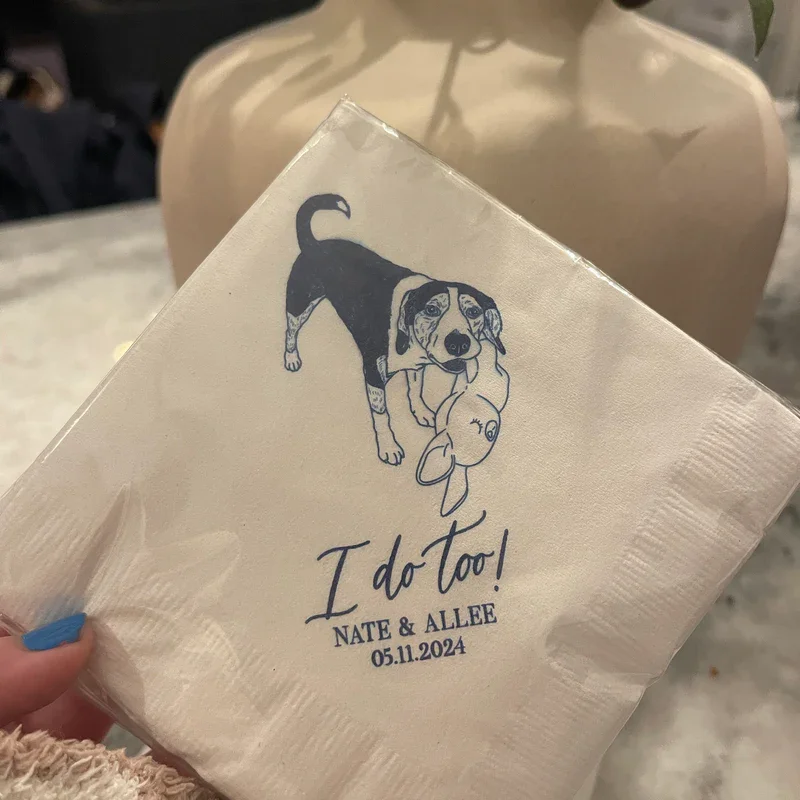 I do too!
NATE & ALLEE
05.11.2024